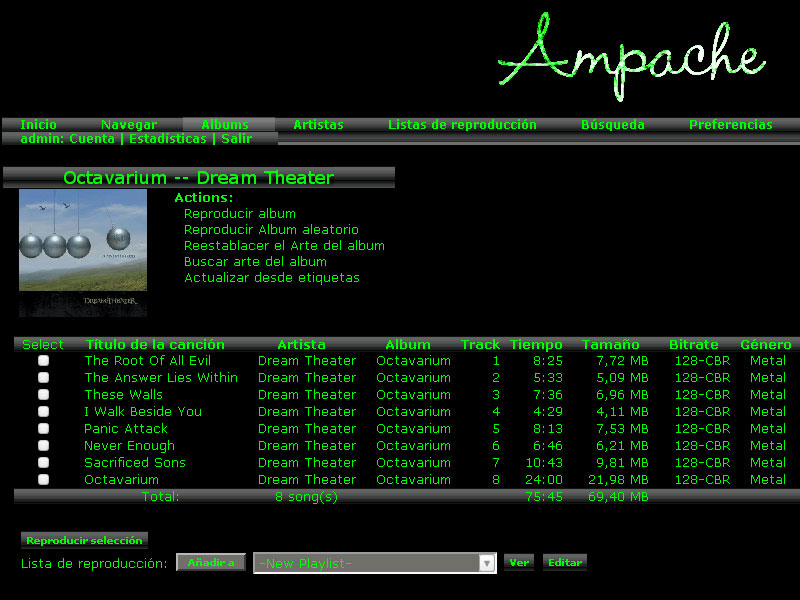 Ampache
Inicio Navegar Albums Artistas Listas de reproducción Búsqueda Preferencias
admin: Cuenta | Estadísticas | Salir
Octavarium -- Dream Theater
Actions:
Reproducir album
Reproducir Album aleatorio
Reestablacer el Arte del album
Buscar arte del album
Actualizar desde etiquetas
DREAM THEATER
Select Título de la canción Artista Album Track Tiempo Tamaño Bitrate Género
The Root Of All Evil Dream Theater Octavarium 1 8:25 7,72 MB 128-CBR Metal
The Answer Lies Within Dream Theater Octavarium 2 5:33 5,09 MB 128-CBR Metal
These Walls Dream Theater Octavarium 3 7:36 6,96 MB 128-CBR Metal
I Walk Beside You Dream Theater Octavarium 4 4:29 4,11 MB 128-CBR Metal
Panic Attack Dream Theater Octavarium 5 8:13 7,53 MB 128-CBR Metal
Never Enough Dream Theater Octavarium 6 6:46 6,21 MB 128-CBR Metal
Sacrificed Sons Dream Theater Octavarium 7 10:43 9,81 MB 128-CBR Metal
Octavarium Dream Theater Octavarium 8 24:00 21,98 MB 128-CBR Metal
Total: 8 song(s) 75:45 69,40 MB
Reproducir selección
Lista de reproducción: Añadir a -New Playlist- Ver Editar